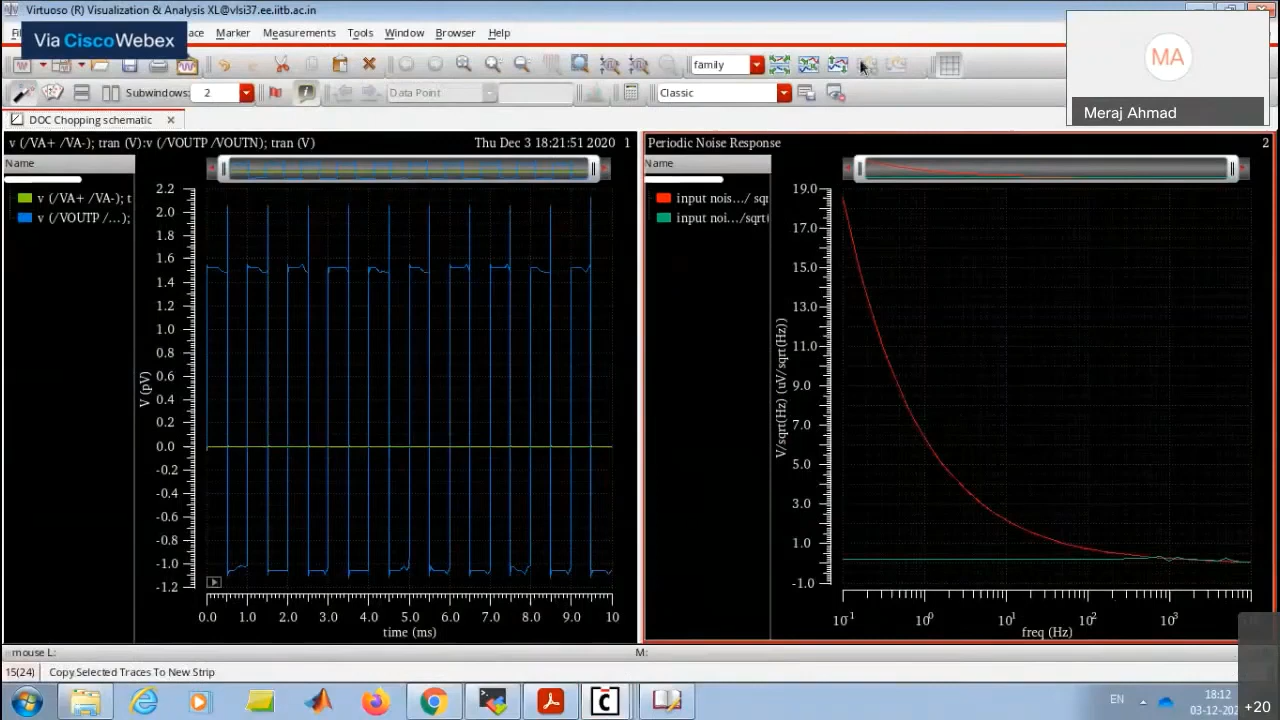 Virtuoso (R) Visualization & Analysis XL@vlsi37.ee.iitb.ac.in
Via CiscoWebex
Marker Measurements Tools Window Browser Help
MA
Meraj Ahmad
family
Subwindows: 2
Data Point
Classic
DOC Chopping schematic
v (/VA+ /VA-); tran (V):v (/VOUTP /VOUTN); tran (V)
Thu Dec 3 18:21:51 2020 1
Name
v (/VA+ /VA-); t
v (/VOUTP /...);
2.2
2.0
1.8
1.6
1.4
1.2
1.0
0.8
0.6
0.4
0.2
0.0
-0.2
-0.4
-0.6
-0.8
-1.0
-1.2
V (pV)
0.0 1.0 2.0 3.0 4.0 5.0 6.0 7.0 8.0 9.0 10
time (ms)
Periodic Noise Response
2
Name
input nois.../ sqr
input noi.../sqrt(
19.0
17.0
15.0
13.0
11.0
9.0
7.0
5.0
3.0
1.0
-1.0
V/sqrt(Hz) (uV/sqrt(Hz))
10-1 100 101 102 103
freq (Hz)
mouse L:
M:
15(24) Copy Selected Traces To New Strip
EN
18:12
03-12-202
+20